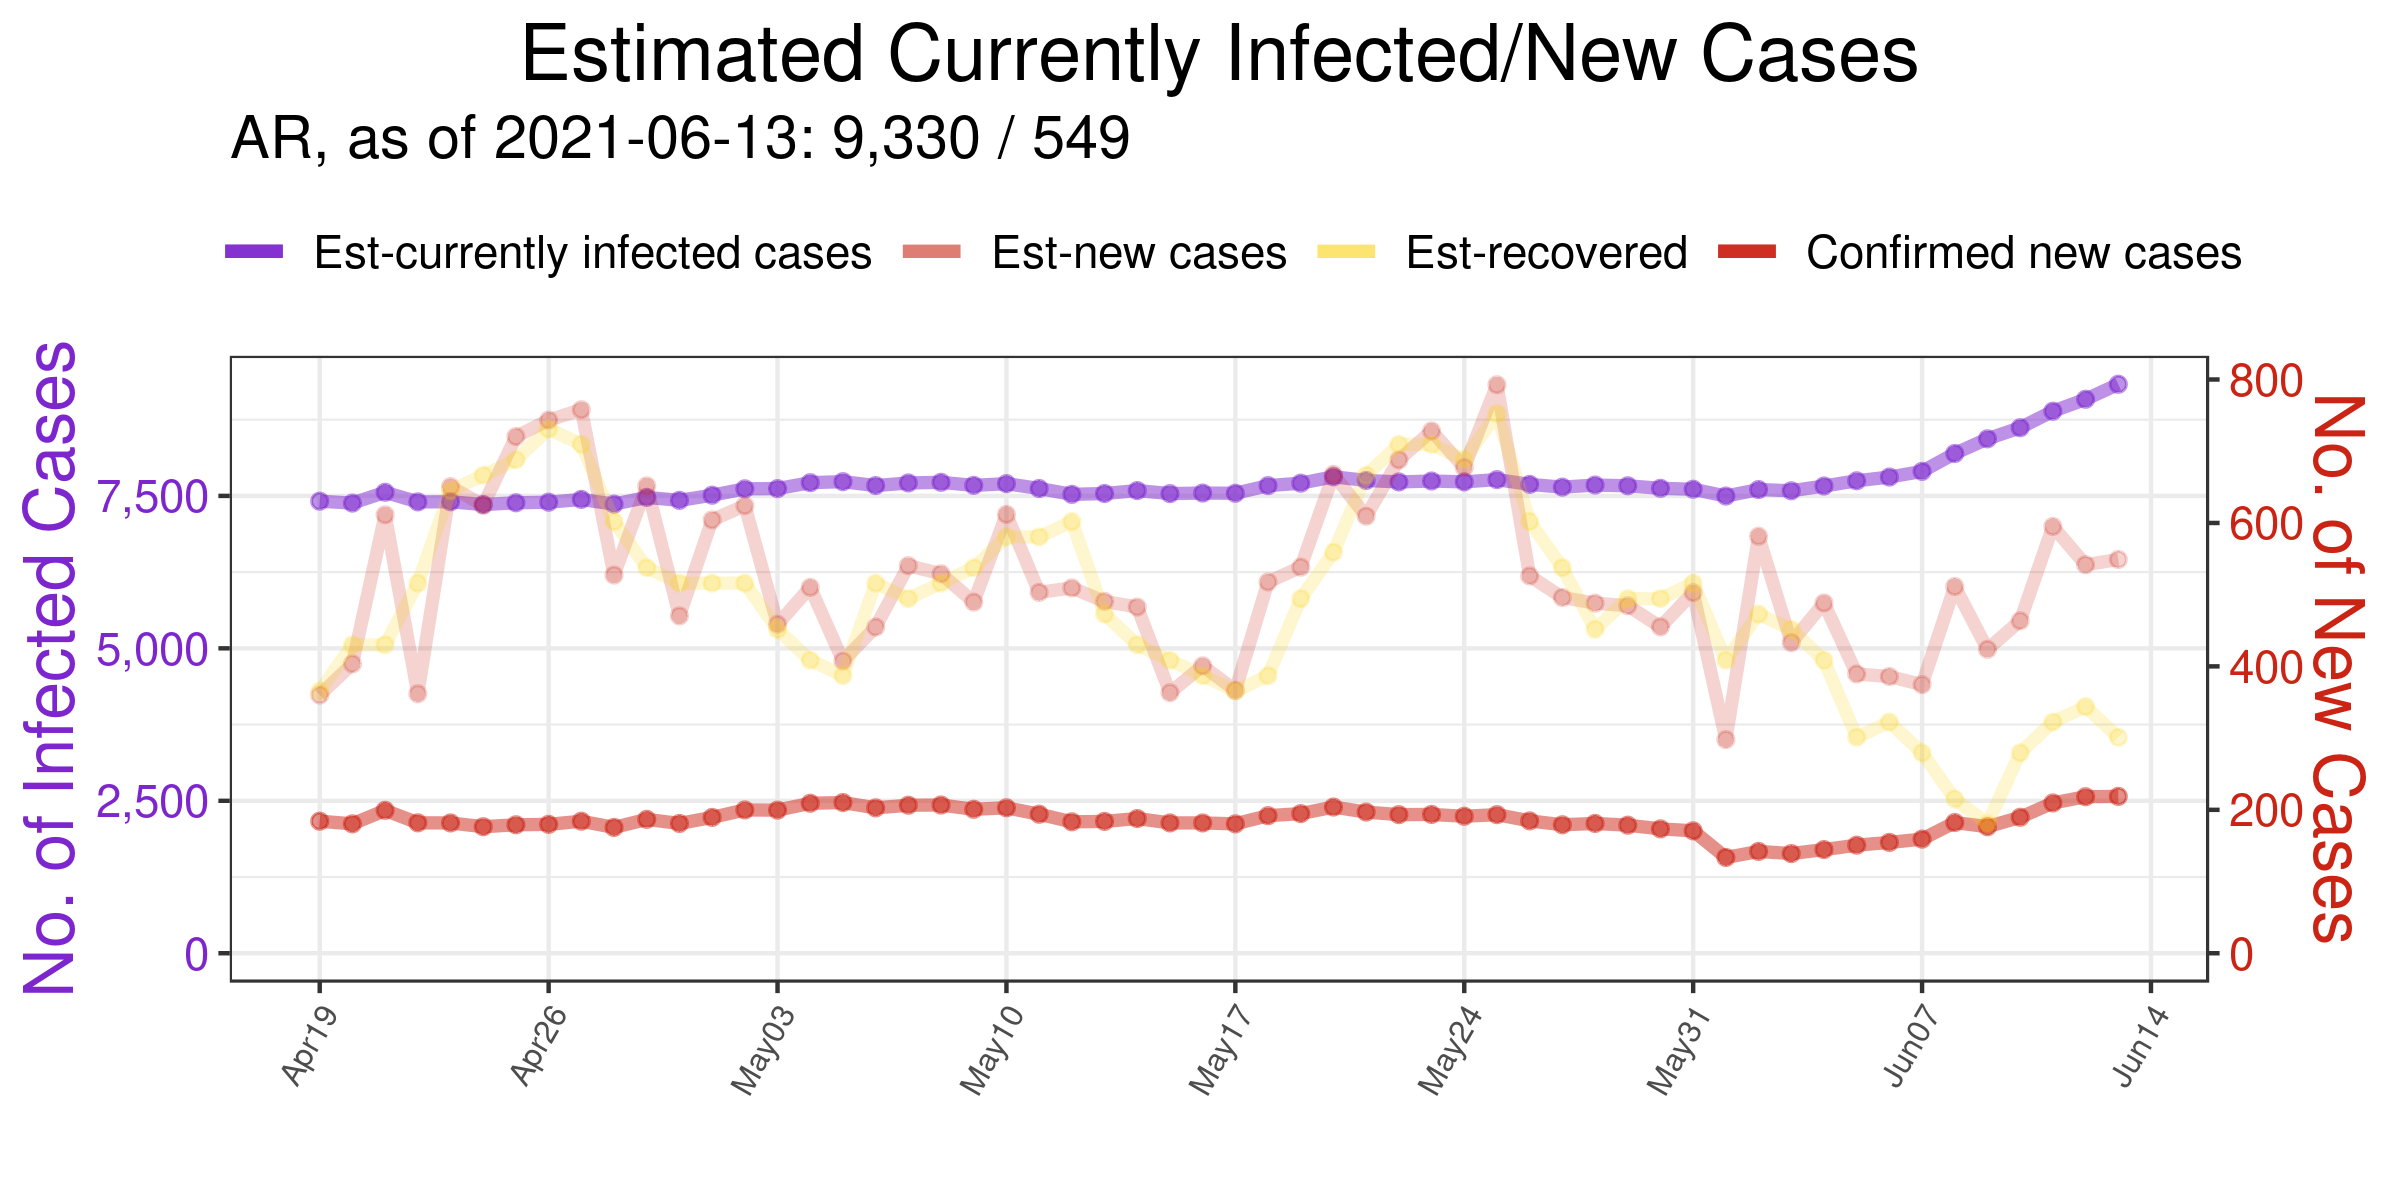 Estimated Currently Infected/New Cases
AR, as of 2021-06-13: 9,330 / 549
Est-currently infected cases Est-new cases Est-recovered Confirmed new cases
No. of Infected Cases
7,500
5,000
2,500
0
800
600
400
200
0
No. of New Cases
Apr19 Apr26 May03 May10 May17 May24 May31 Jun07 Jun14